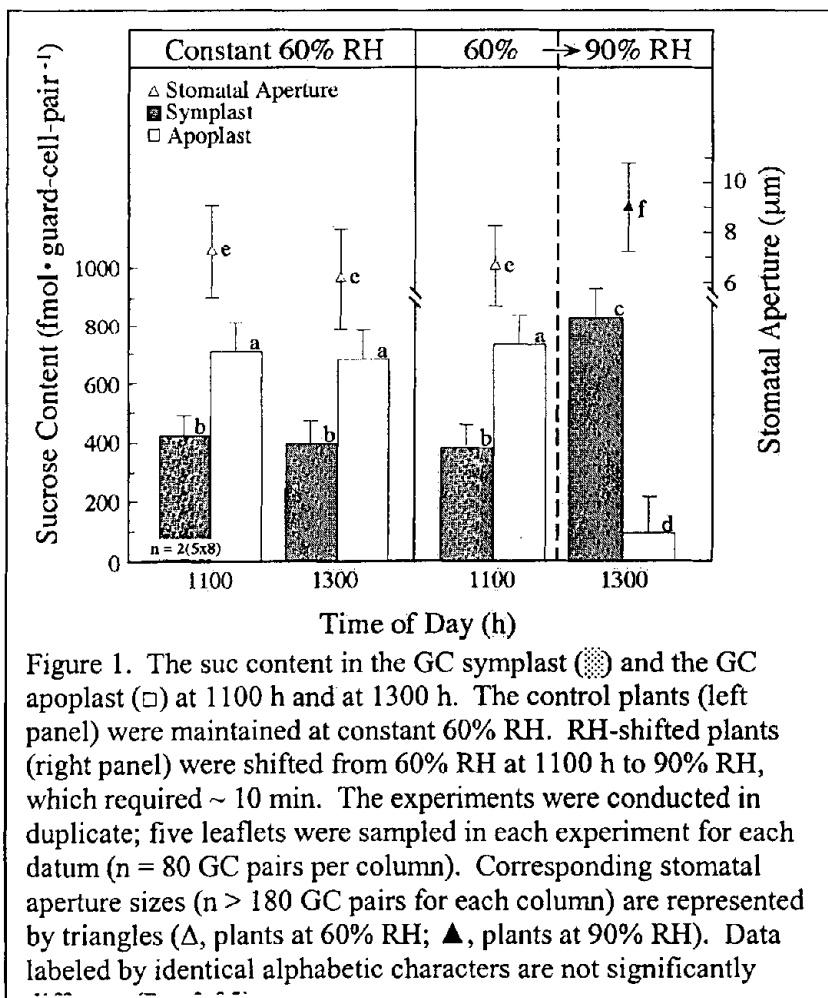 Constant 60% RH 60% → 90% RH
△ Stomatal Aperture
Symplast
□ Apoplast
Sucrose Content (fmol•guard-cell-pair⁻¹)
1000
800
600
400
200
0
e
a
b
c
a
b
e
a
b
f
c
d
10
8
6
Stomatal Aperture (μm)
n = 2(5x8)
1100 1300 1100 1300
Time of Day (h)
Figure 1. The suc content in the GC symplast (▒) and the GC
apoplast (□) at 1100 h and at 1300 h. The control plants (left
panel) were maintained at constant 60% RH. RH-shifted plants
(right panel) were shifted from 60% RH at 1100 h to 90% RH,
which required ~ 10 min. The experiments were conducted in
duplicate; five leaflets were sampled in each experiment for each
datum (n = 80 GC pairs per column). Corresponding stomatal
aperture sizes (n > 180 GC pairs for each column) are represented
by triangles (Δ, plants at 60% RH; ▲, plants at 90% RH). Data
labeled by identical alphabetic characters are not significantly